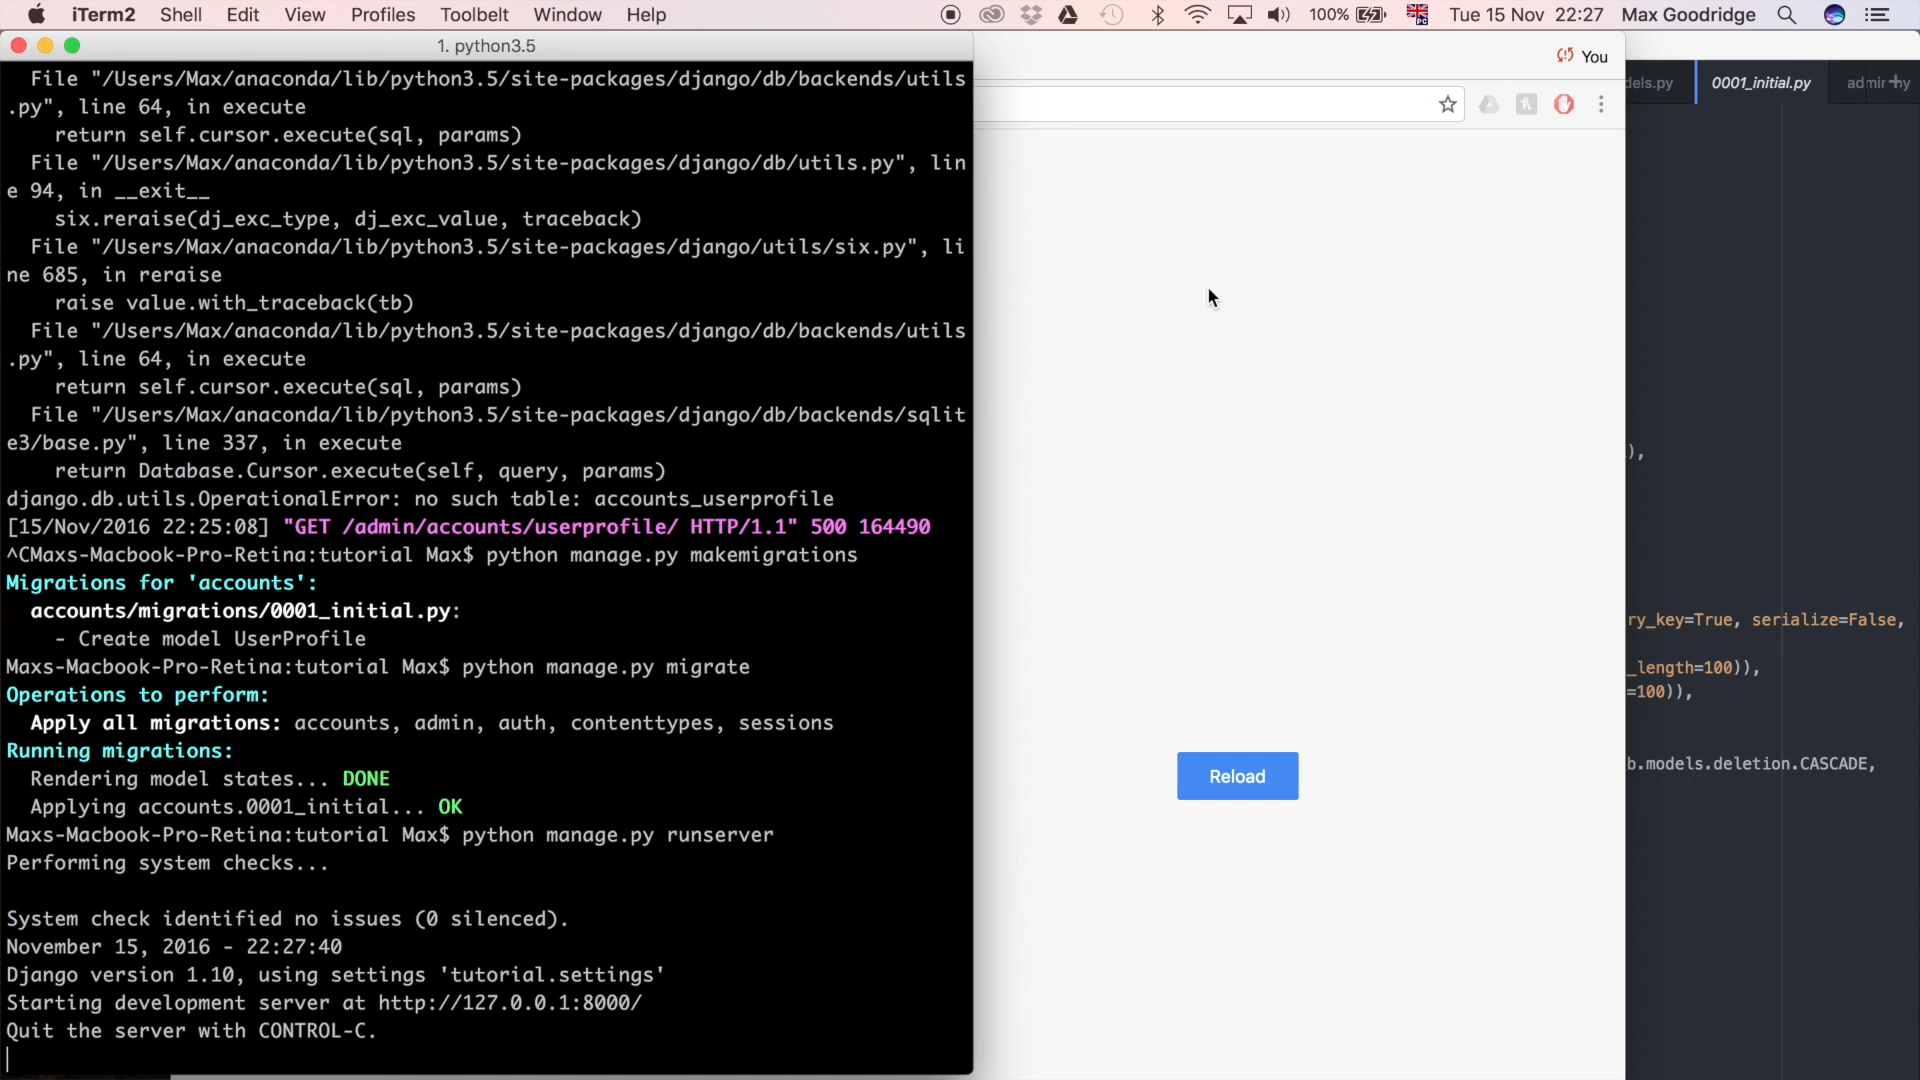 iTerm2 Shell Edit View Profiles Toolbelt Window Help 100% Tue 15 Nov 22:27 Max Goodridge
1. python3.5
File "/Users/Max/anaconda/lib/python3.5/site-packages/django/db/backends/utils
.py", line 64, in execute
return self.cursor.execute(sql, params)
File "/Users/Max/anaconda/lib/python3.5/site-packages/django/db/utils.py", lin
e 94, in __exit__
six.reraise(dj_exc_type, dj_exc_value, traceback)
File "/Users/Max/anaconda/lib/python3.5/site-packages/django/utils/six.py", li
ne 685, in reraise
raise value.with_traceback(tb)
File "/Users/Max/anaconda/lib/python3.5/site-packages/django/db/backends/utils
.py", line 64, in execute
return self.cursor.execute(sql, params)
File "/Users/Max/anaconda/lib/python3.5/site-packages/django/db/backends/sqlit
e3/base.py", line 337, in execute
return Database.Cursor.execute(self, query, params)
django.db.utils.OperationalError: no such table: accounts_userprofile
[15/Nov/2016 22:25:08] "GET /admin/accounts/userprofile/ HTTP/1.1" 500 164490
^CMaxs-Macbook-Pro-Retina:tutorial Max$ python manage.py makemigrations
Migrations for 'accounts':
accounts/migrations/0001_initial.py:
- Create model UserProfile
Maxs-Macbook-Pro-Retina:tutorial Max$ python manage.py migrate
Operations to perform:
Apply all migrations: accounts, admin, auth, contenttypes, sessions
Running migrations:
Rendering model states... DONE
Applying accounts.0001_initial... OK
Maxs-Macbook-Pro-Retina:tutorial Max$ python manage.py runserver
Performing system checks...
System check identified no issues (0 silenced).
November 15, 2016 - 22:27:40
Django version 1.10, using settings 'tutorial.settings'
Starting development server at http://127.0.0.1:8000/
Quit the server with CONTROL-C.
You
Reload
dels.py 0001_initial.py
),
ry_key=True, serialize=False,
_length=100)),
=100)),
b.models.deletion.CASCADE,